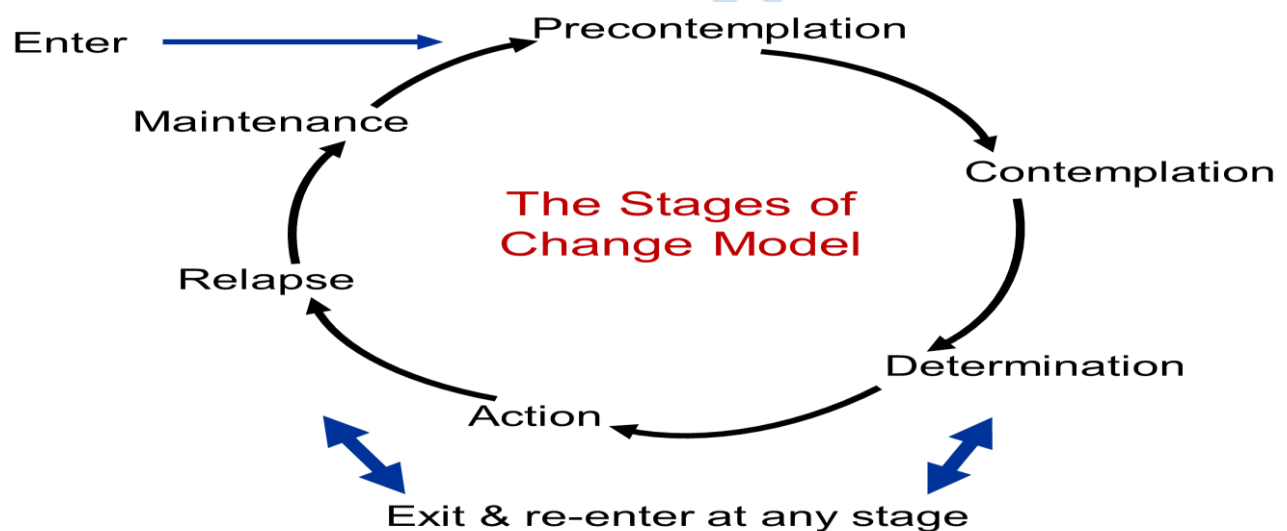 Enter
Precontemplation
Maintenance
Contemplation
The Stages of
Change Model
Relapse
Determination
Action
Exit & re-enter at any stage